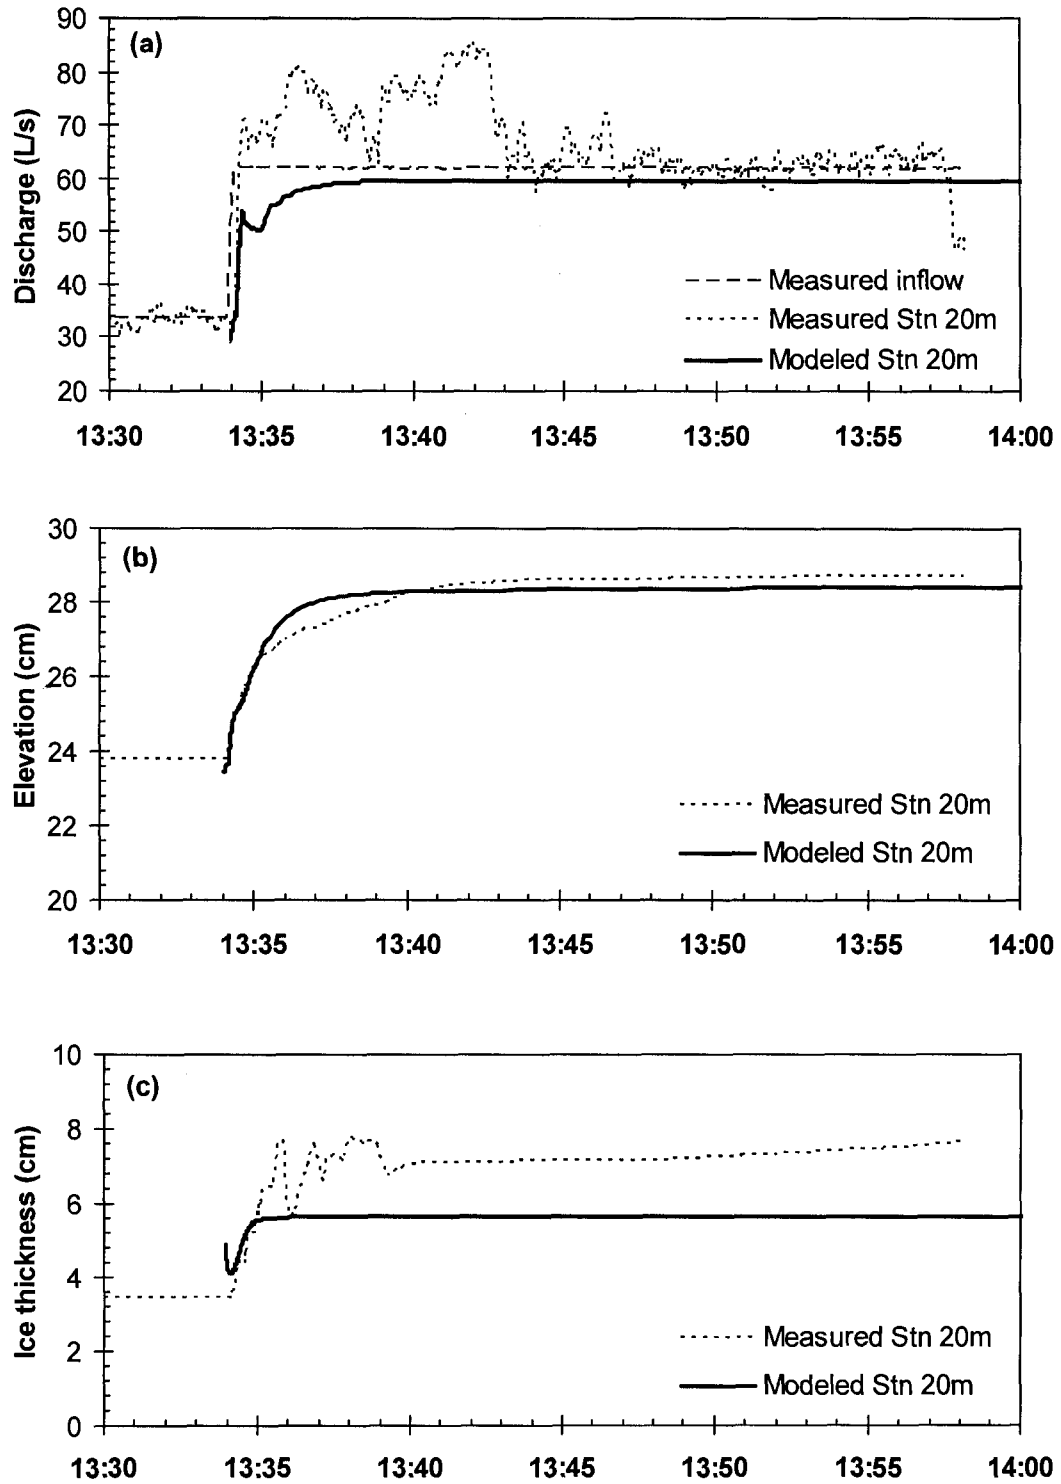 90
(a)
80
70
60
50
40
30
20
Discharge (L/s)
Measured inflow
Measured Stn 20m
Modeled Stn 20m
13:30 13:35 13:40 13:45 13:50 13:55 14:00
30
(b)
28
26
24
22
20
Elevation (cm)
Measured Stn 20m
Modeled Stn 20m
13:30 13:35 13:40 13:45 13:50 13:55 14:00
10
(c)
8
6
4
2
0
Ice thickness (cm)
Measured Stn 20m
Modeled Stn 20m
13:30 13:35 13:40 13:45 13:50 13:55 14:00